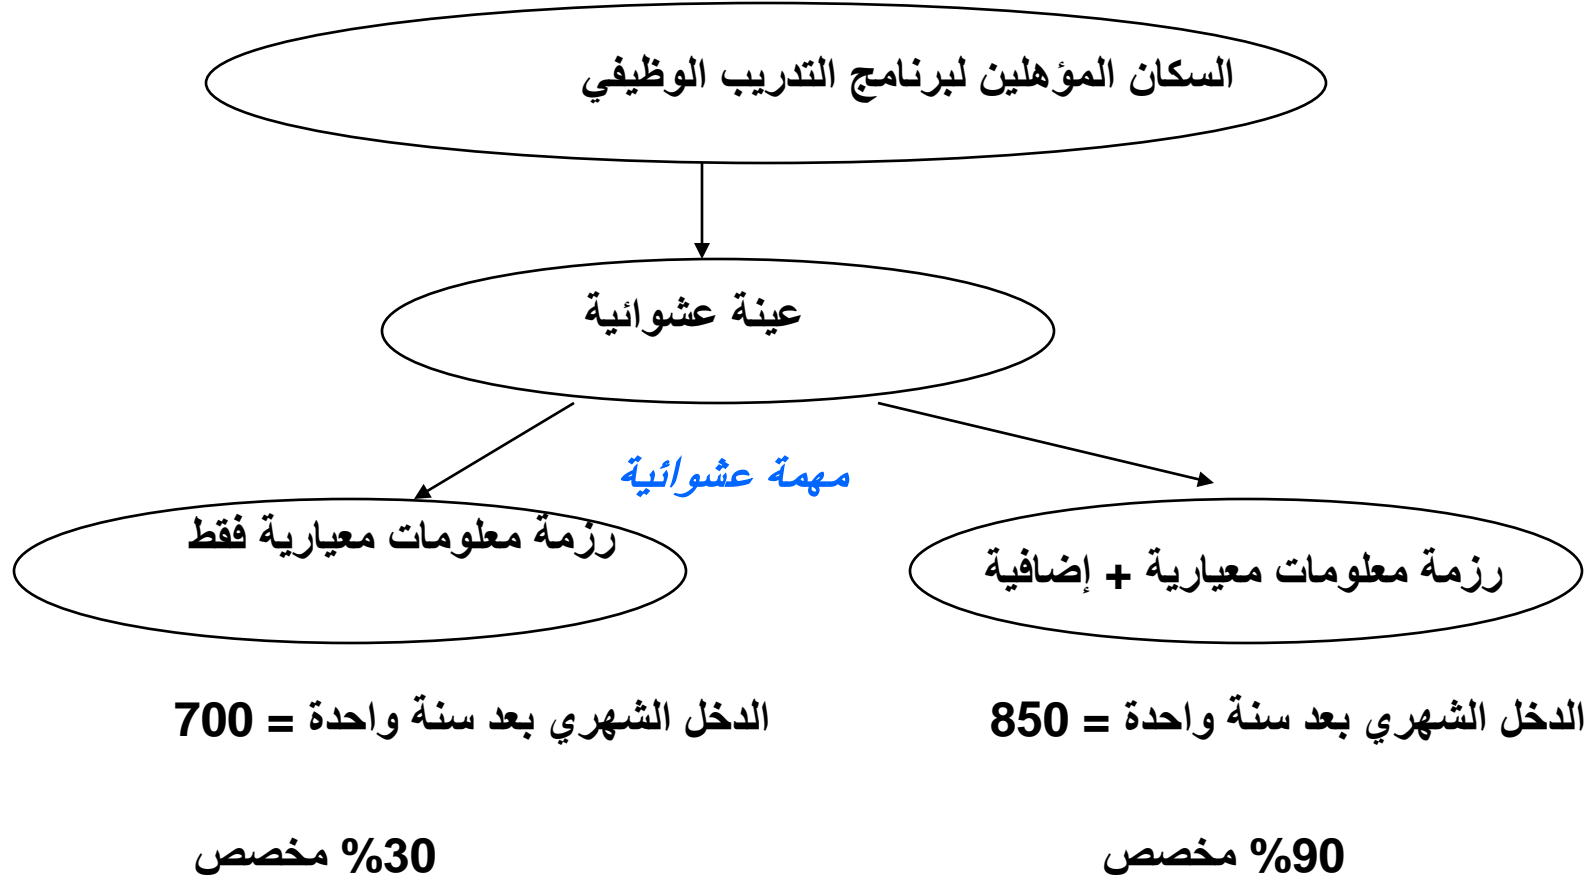 السكان المؤهلين لبرنامج التدريب الوظيفي
عينة عشوائية
مهمة عشوائية
رزمة معلومات معيارية + إضافية
رزمة معلومات معيارية فقط
الدخل الشهري بعد سنة واحدة = 850
الدخل الشهري بعد سنة واحدة = 700
90% مخصص
30% مخصص